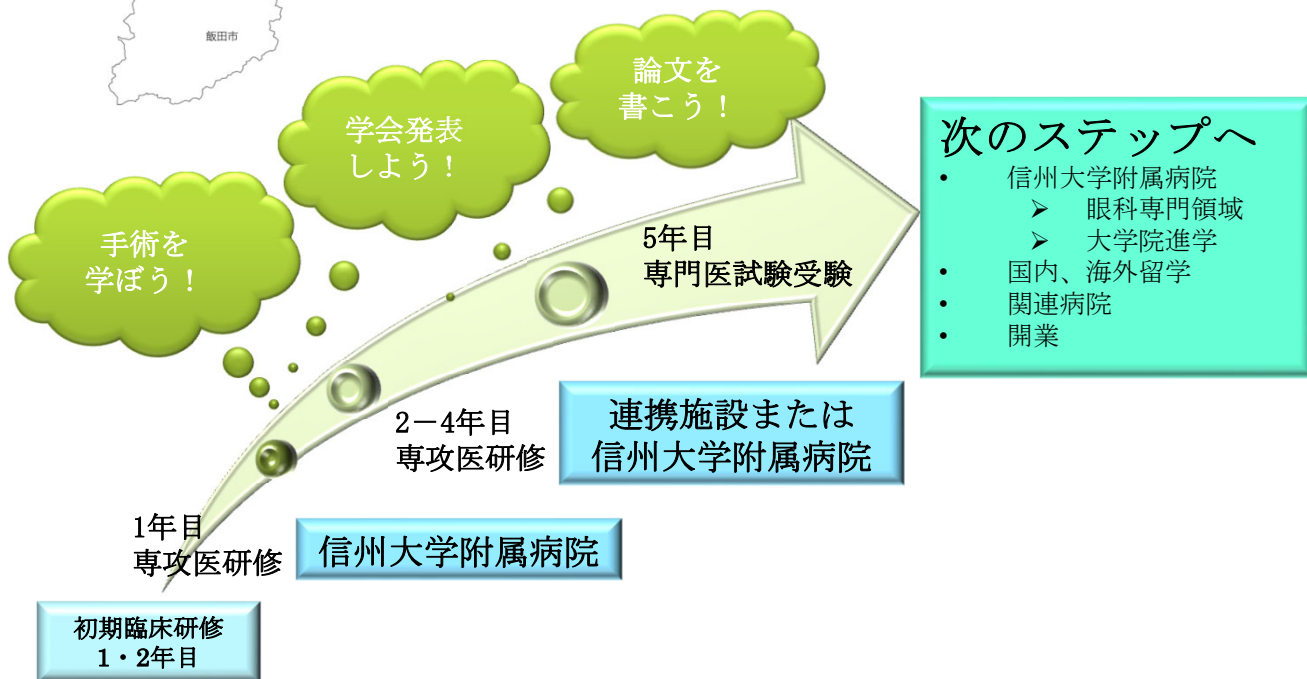 飯田市
論文を
書こう！
学会発表
しよう！
手術を
学ぼう！
次のステップへ
• 信州大学附属病院
➢ 眼科専門領域
➢ 大学院進学
• 国内、海外留学
• 関連病院
• 開業
5年目
専門医試験受験
2－4年目
専攻医研修
連携施設または
信州大学附属病院
1年目
専攻医研修
信州大学附属病院
初期臨床研修
1・2年目